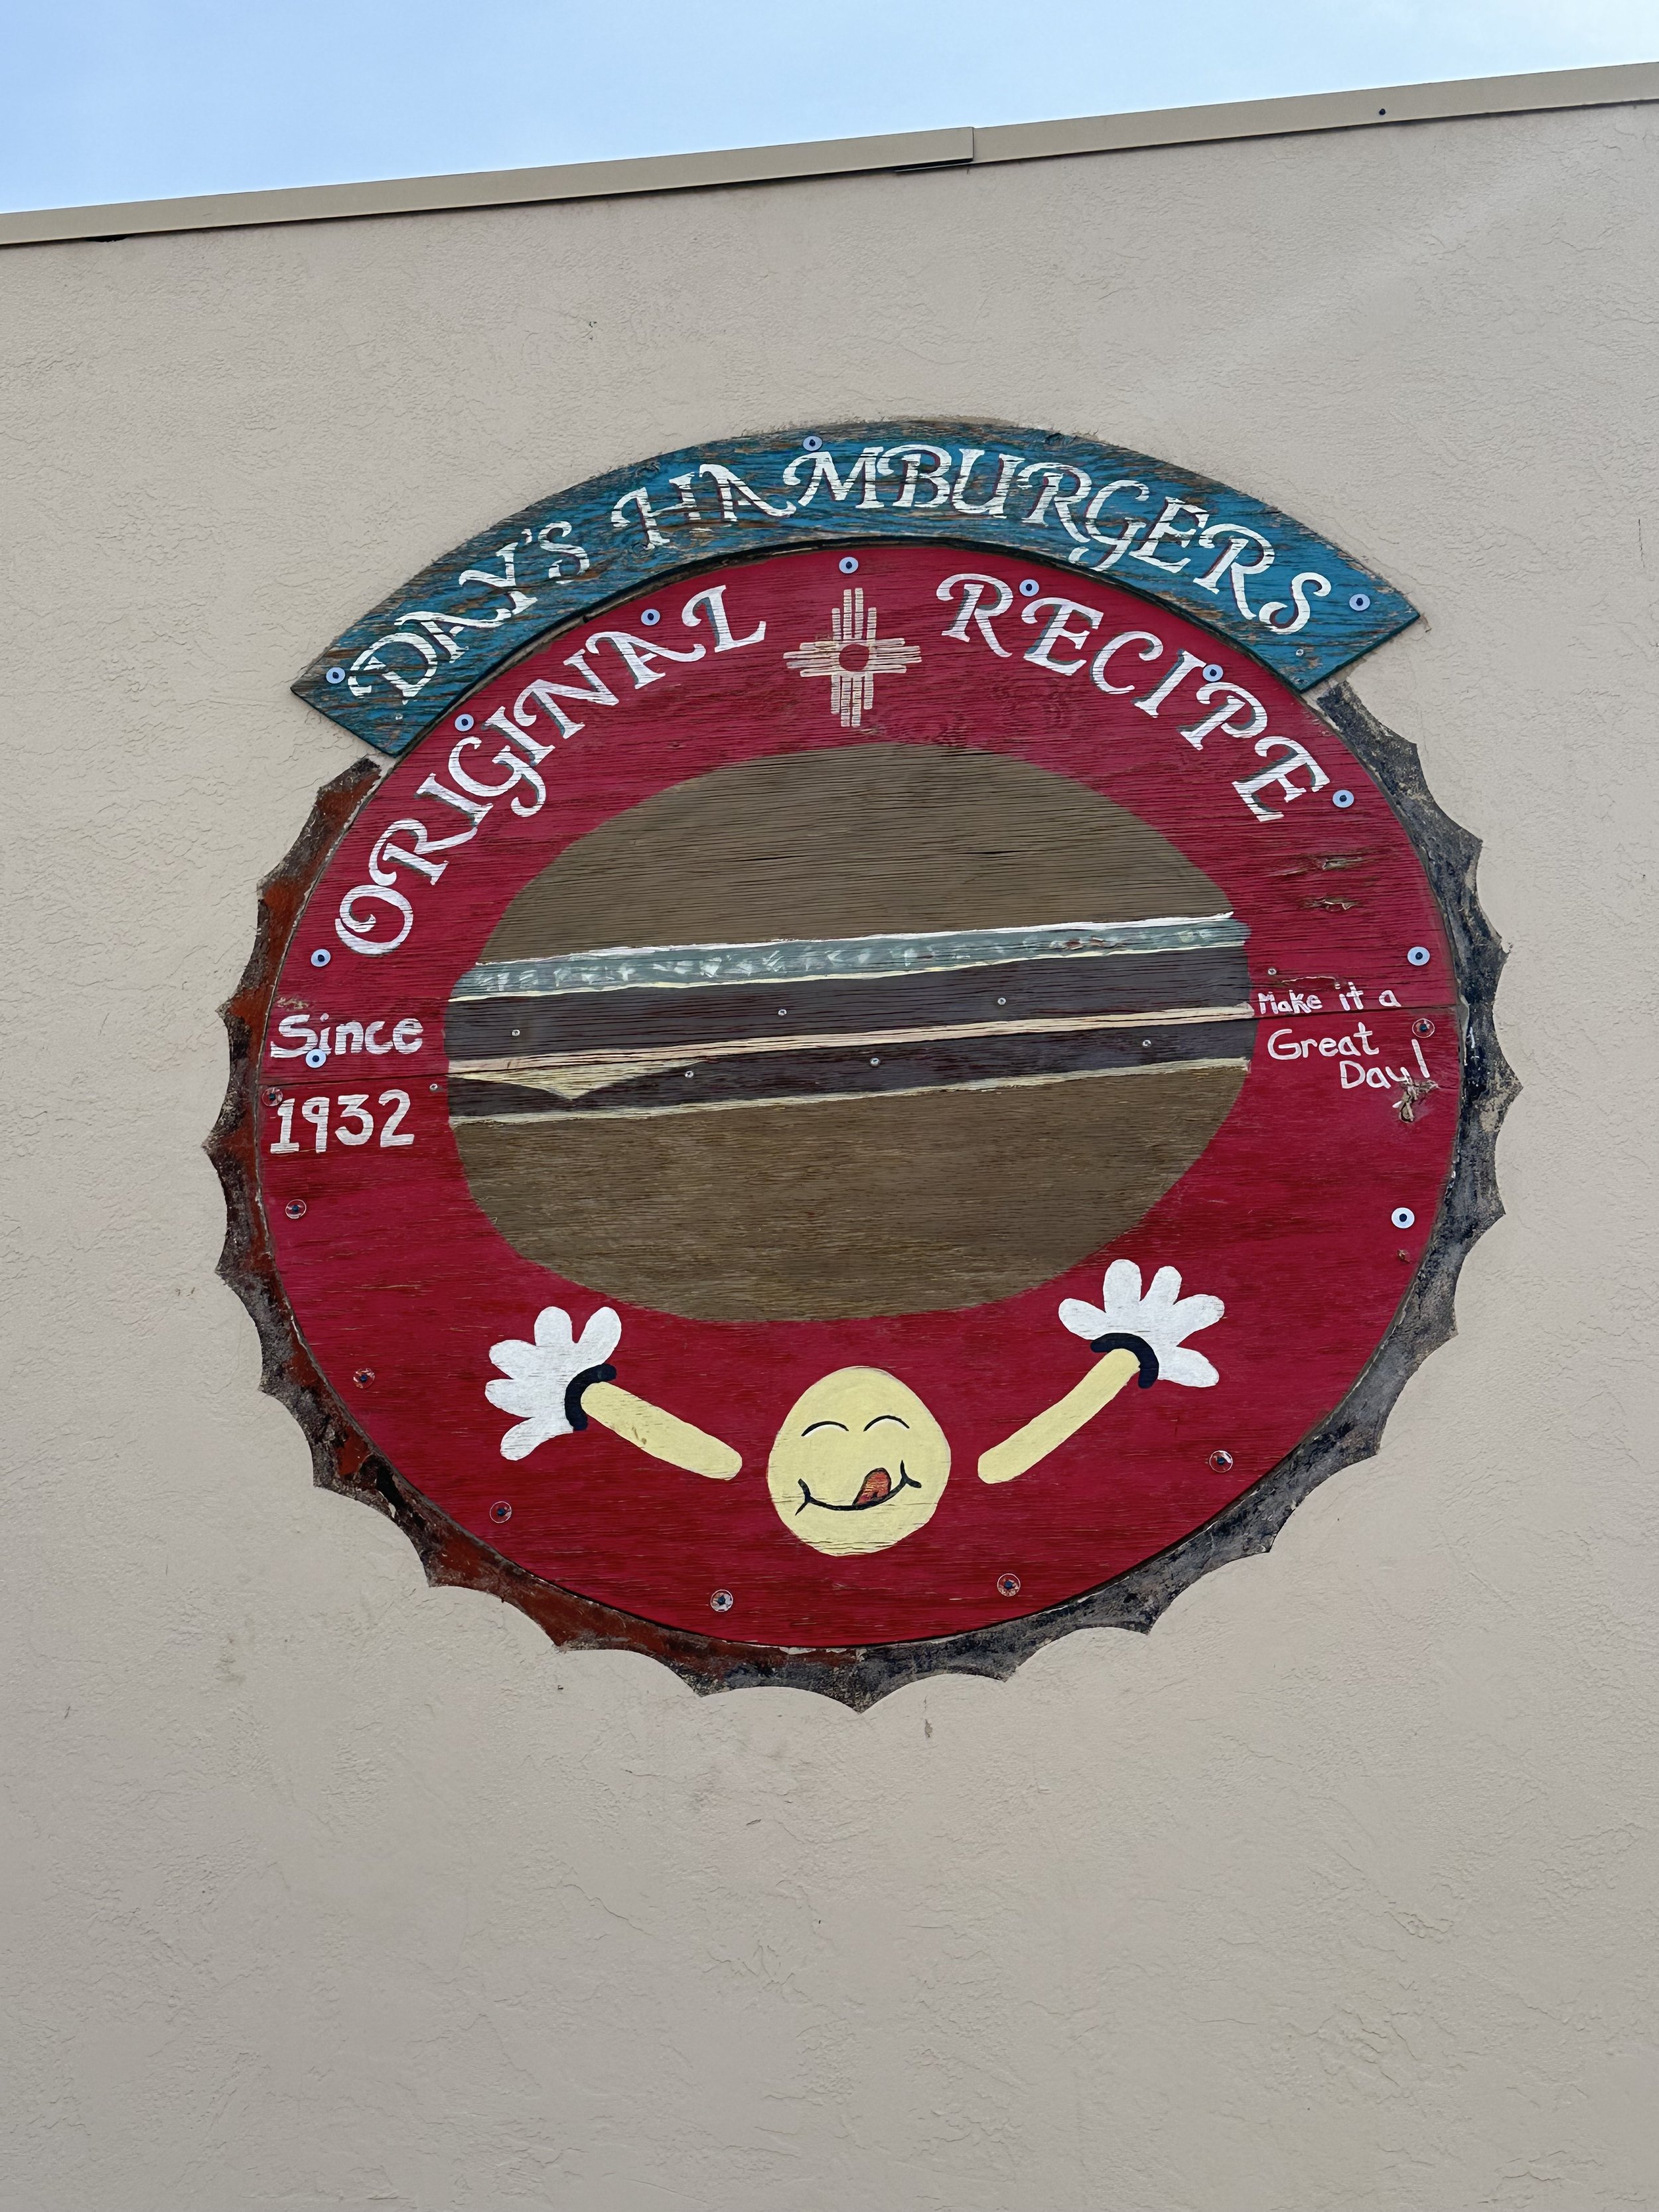 DAY'S HAMBURGERS
ORIGINAL RECIPE
Since
1932
Make it a
Great
Day!